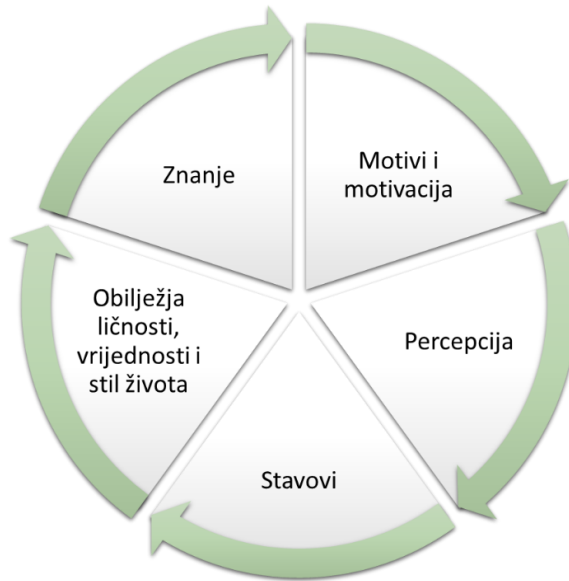 Znanje
Motivi i
motivacija
Obilježja
ličnosti,
vrijednosti i
stil života
Percepcija
Stavovi